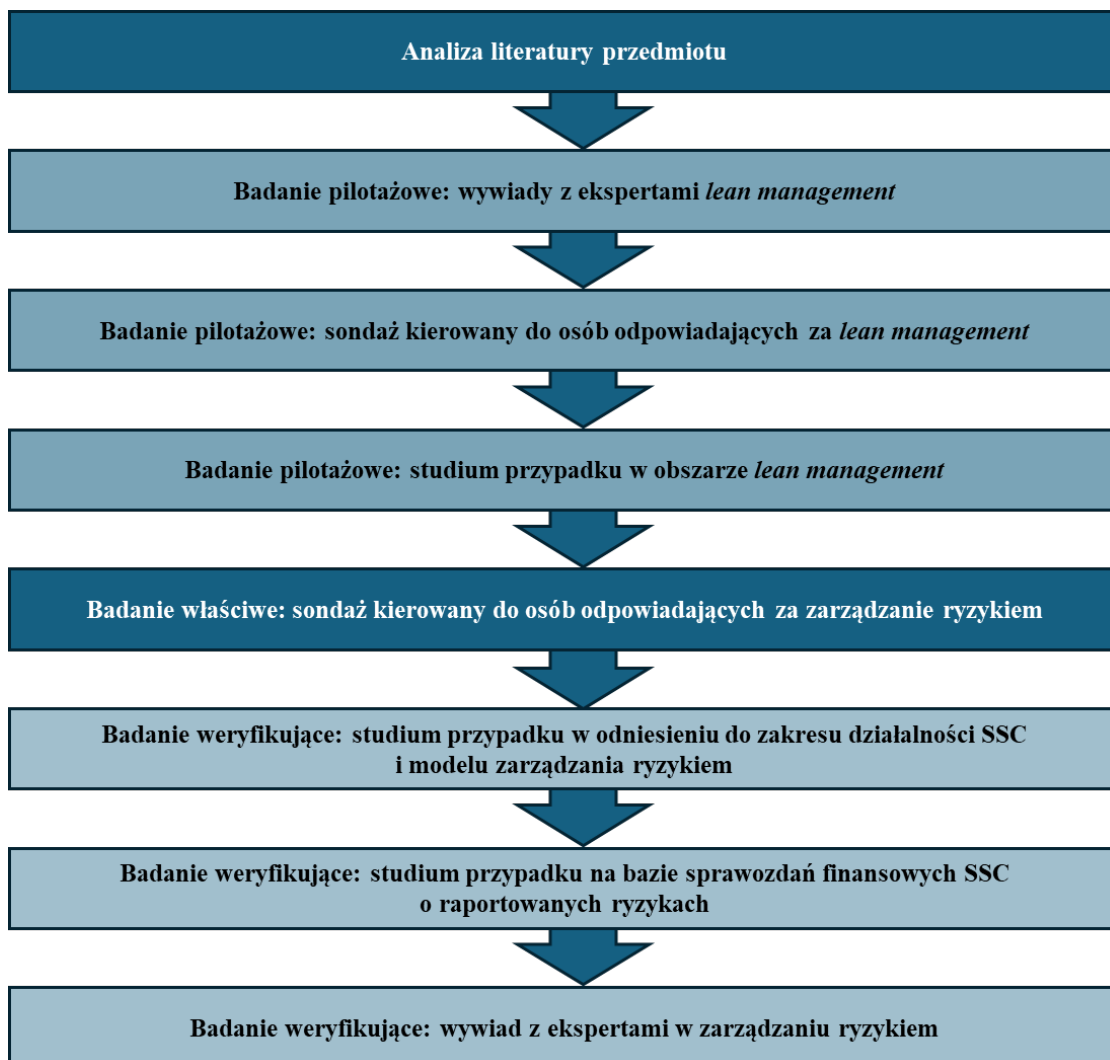 Analiza literatury przedmiotu
Badanie pilotażowe: wywiady z ekspertami lean management
Badanie pilotażowe: sondaż kierowany do osób odpowiadających za lean management
Badanie pilotażowe: studium przypadku w obszarze lean management
Badanie właściwe: sondaż kierowany do osób odpowiadających za zarządzanie ryzykiem
Badanie weryfikujące: studium przypadku w odniesieniu do zakresu działalności SSC
i modelu zarządzania ryzykiem
Badanie weryfikujące: studium przypadku na bazie sprawozdań finansowych SSC
o raportowanych ryzykach
Badanie weryfikujące: wywiad z ekspertami w zarządzaniu ryzykiem